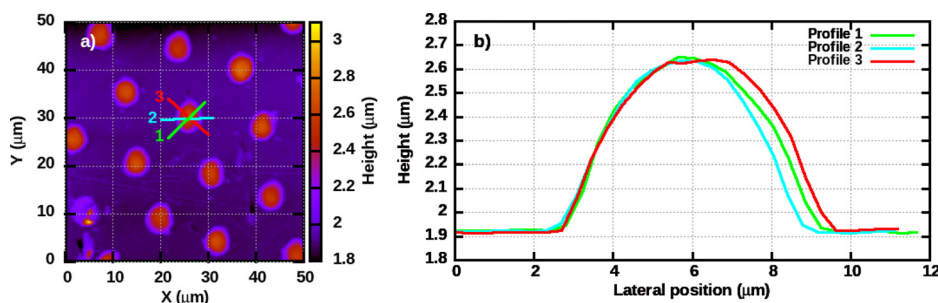 a)
50
40
30
20
10
0
Y (μm)
3
2
1
0 10 20 30 40 50
X (μm)
3
2.8
2.6
2.4
2.2
2
1.8
Height (μm)
b)
Profile 1
Profile 2
Profile 3
2.8
2.7
2.6
2.5
2.4
2.3
2.2
2.1
2
1.9
1.8
Height (μm)
0 2 4 6 8 10 12
Lateral position (μm)